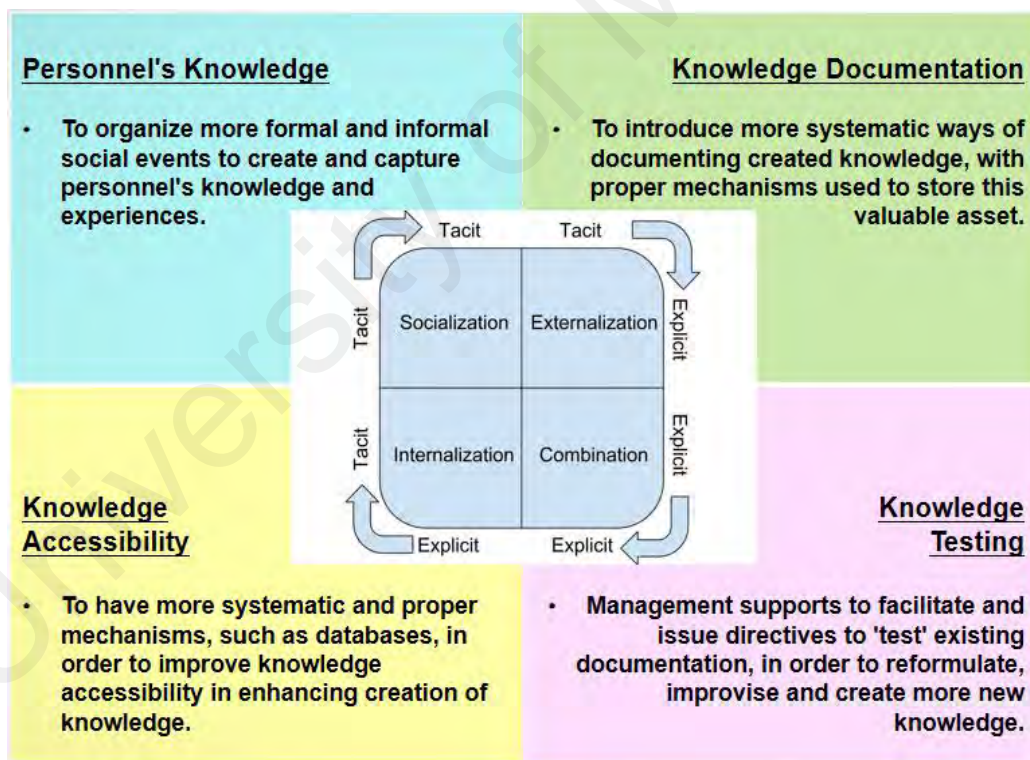 Personnel's Knowledge
• To organize more formal and informal
social events to create and capture
personnel's knowledge and
experiences.
Knowledge Documentation
• To introduce more systematic ways of
documenting created knowledge, with
proper mechanisms used to store this
valuable asset.
Tacit Tacit
Tacit
Socialization Externalization
Explicit
Tacit
Internalization Combination
Explicit
Explicit Explicit
Knowledge
Accessibility
• To have more systematic and proper
mechanisms, such as databases, in
order to improve knowledge
accessibility in enhancing creation of
knowledge.
Knowledge
Testing
• Management supports to facilitate and
issue directives to 'test' existing
documentation, in order to reformulate,
improvise and create more new
knowledge.
University of M